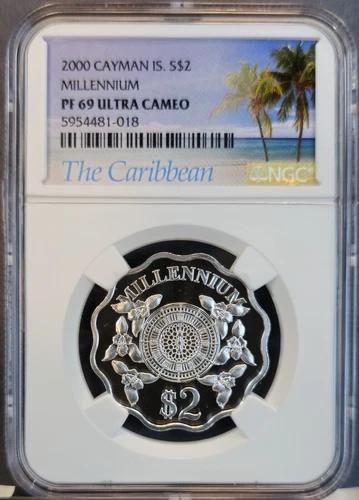 2000 CAYMAN IS. S$2
MILLENNIUM
PF 69 ULTRA CAMEO
5954481-018
The Caribbean
NGC
MILLENNIUM
$2